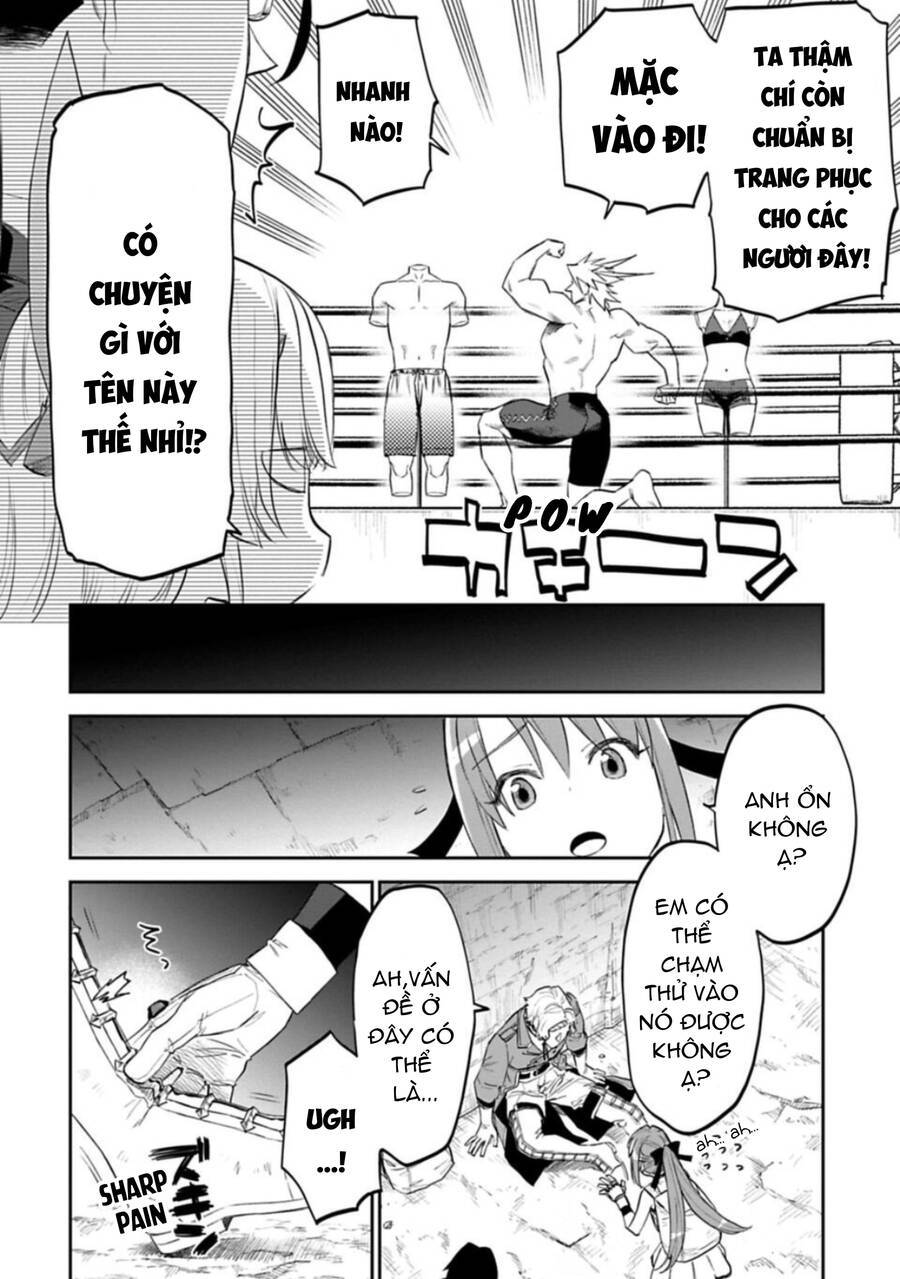 TA THẬM
CHÍ CÒN
CHUẨN BỊ
TRANG PHỤC
CHO CÁC
NGƯỜI ĐÂY!
MẶC
VÀO ĐI!
NHANH
NÀO!
CÓ
CHUYỆN
GÌ VỚI
TÊN NÀY
THẾ NHỈ!?
POW
ANH ỔN
KHÔNG
Ạ?
EM CÓ
THỂ
CHẠM
THỬ VÀO
NÓ ĐƯỢC
KHÔNG
Ạ?
ah... ah...
AH,VẤN
ĐỀ Ở
ĐÂY CÓ
THỂ
LÀ...
UGH
...!
SHARP
PAIN